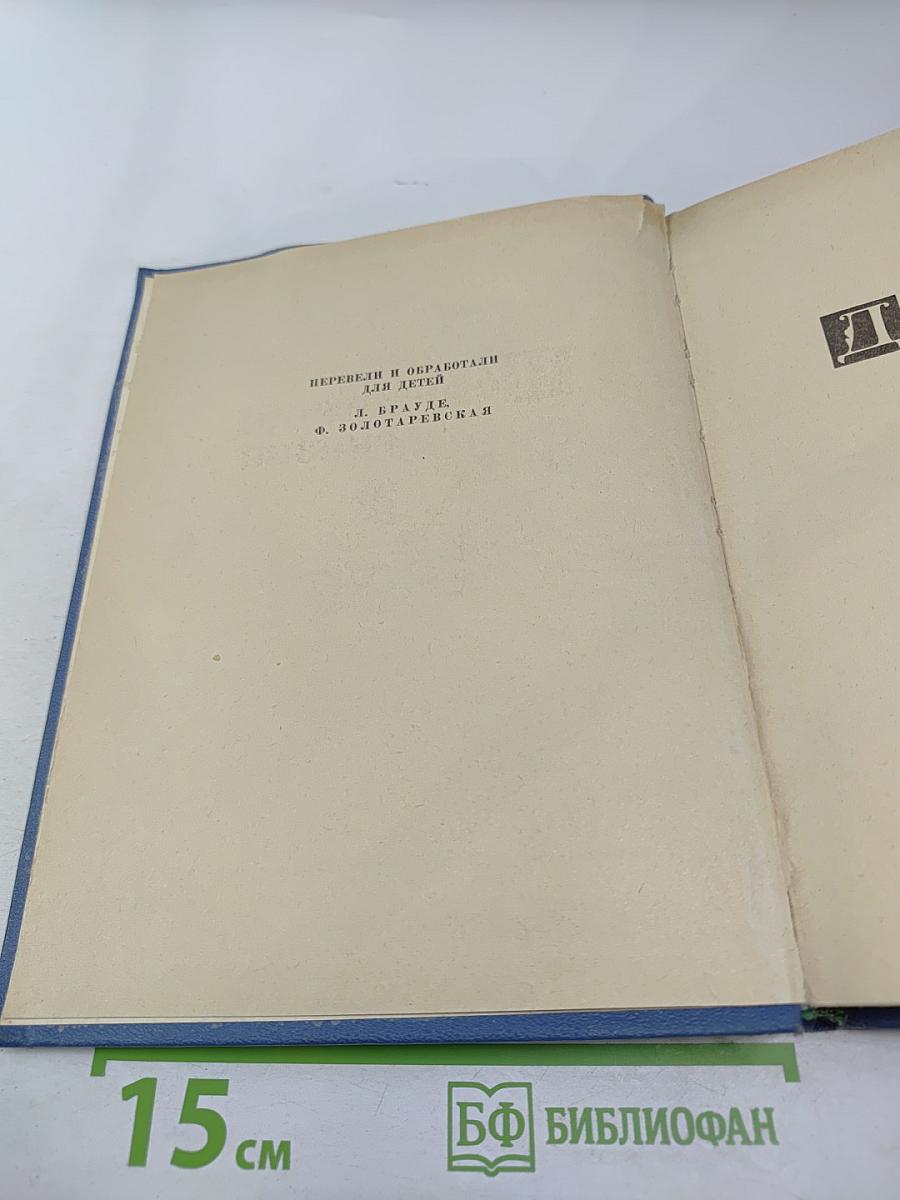 ПЕРЕВЕЛИ И ОБРАБОТАЛИ
ДЛЯ ДЕТЕЙ
Л. БРАУДЕ,
Ф. ЗОЛОТАРЕВСКАЯ
Д
15 см
БФ БИБЛИОФАН